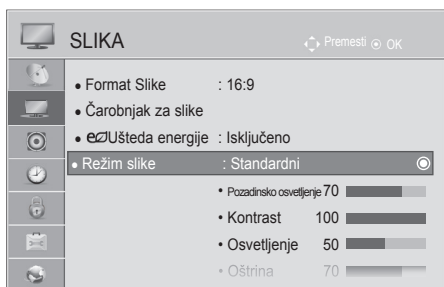 SLIKA
Premesti OK
• Format Slike : 16:9
• Čarobnjak za slike
• Ušteda energije : Isključeno
• Režim slike : Standardni
• Pozadinsko osvetljenje 70
• Kontrast 100
• Osvetljenje 50
• Oštrina 70